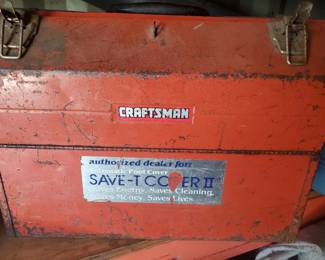 CRAFTSMAN
authorized dealer for:
Automatic Pool Cover
SAVE-T COVER II
Saves Energy, Saves Cleaning,
Saves Money, Saves Lives.